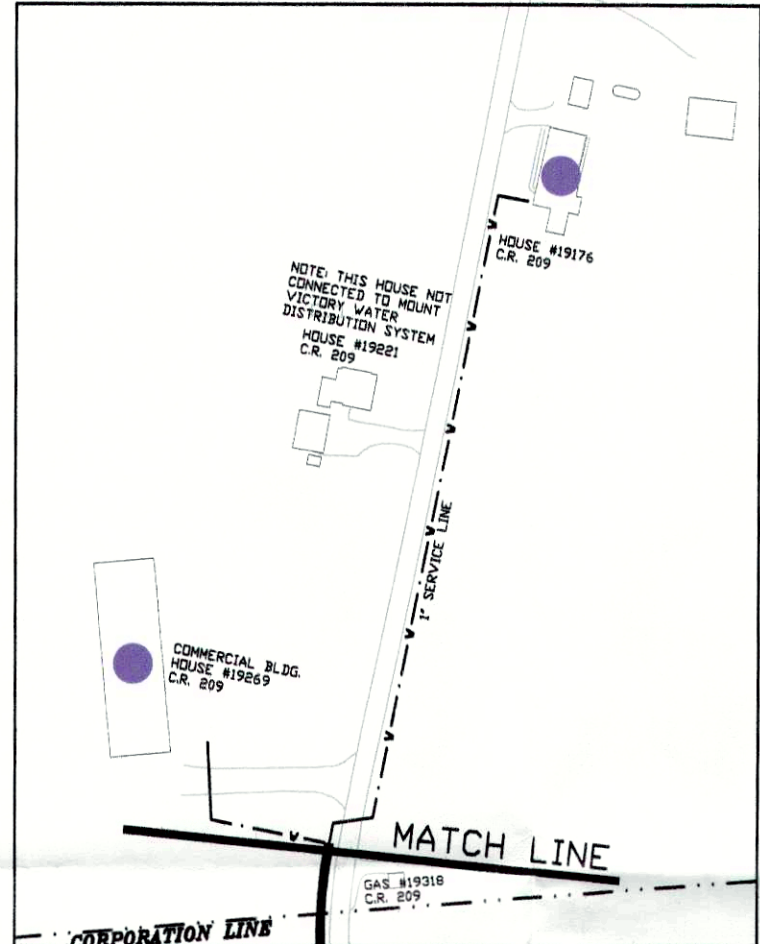 HOUSE #19176
C.R. 209
NOTE: THIS HOUSE NOT
CONNECTED TO MOUNT
VICTORY WATER
DISTRIBUTION SYSTEM
HOUSE #19221
C.R. 209
1" SERVICE LINE
COMMERCIAL BLDG.
HOUSE #19269
C.R. 209
MATCH LINE
GAS #19318
C.R. 209
CORPORATION LINE